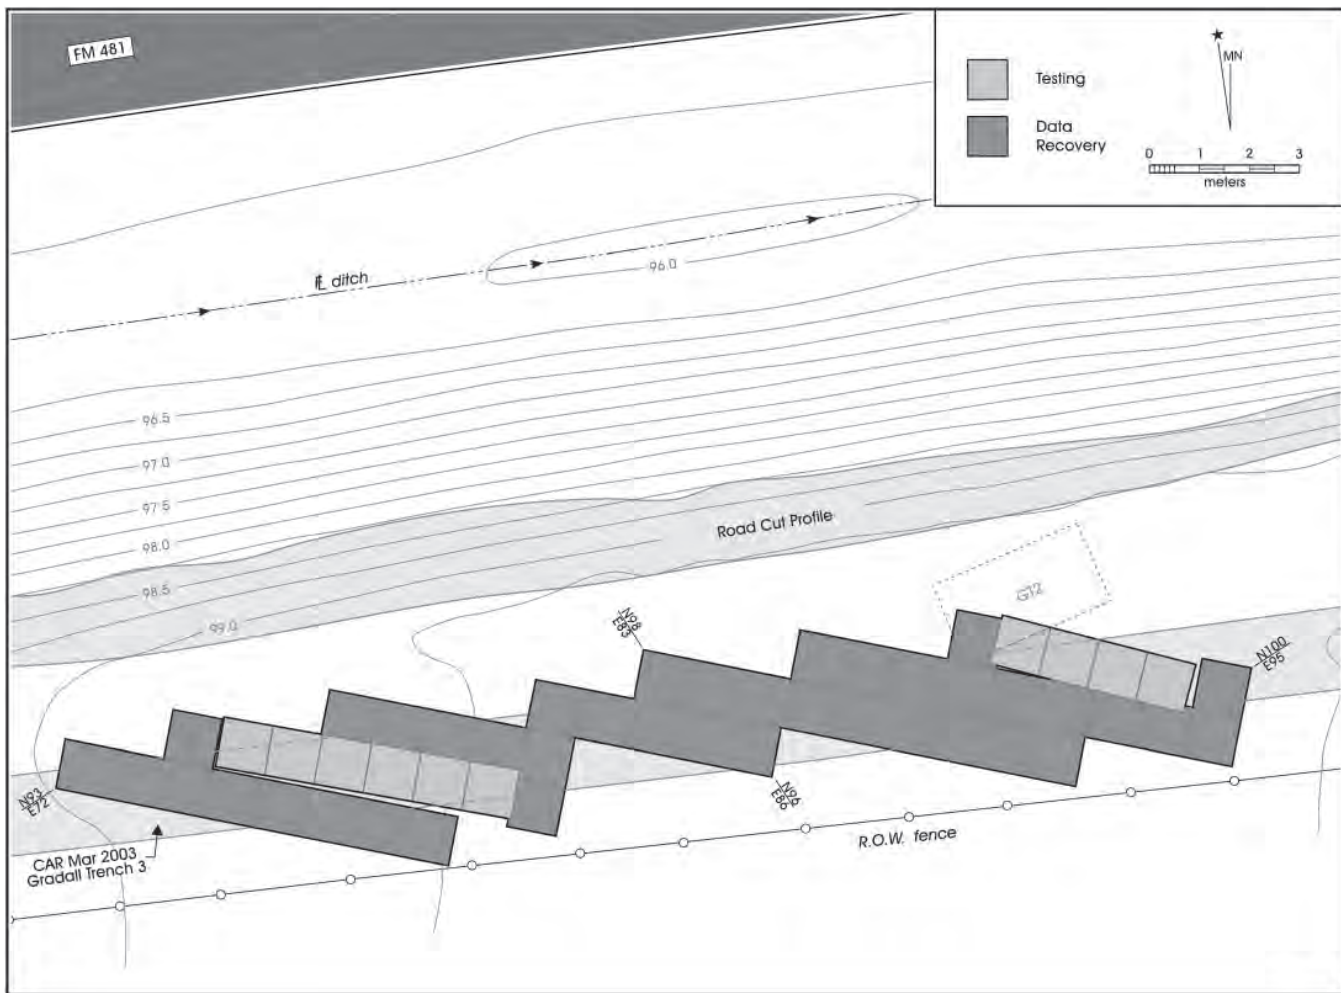 FM 481
Testing
Data
Recovery
MN
0 1 2 3
meters
℄ ditch
96.0
96.5
97.0
97.5
98.0
98.5
99.0
Road Cut Profile
G12
N98
E83
N100
E95
N93
E72
N96
E86
CAR Mar 2003
Gradall Trench 3
R.O.W. fence